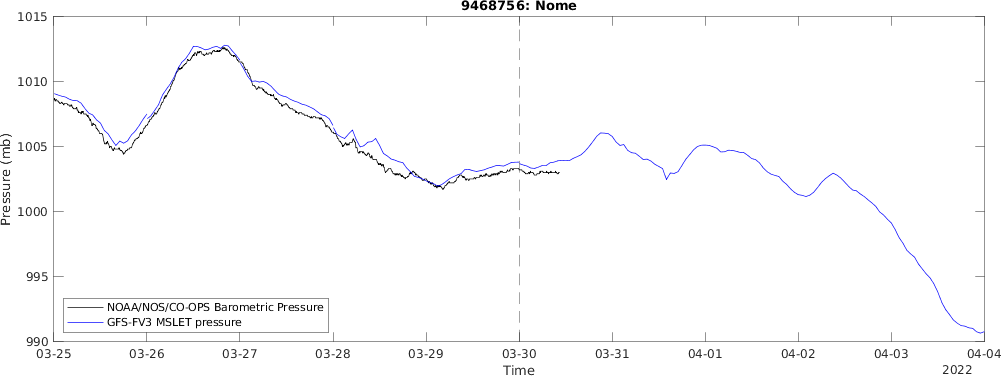 9468756: Nome
1015
1010
1005
1000
995
990
Pressure (mb)
NOAA/NOS/CO-OPS Barometric Pressure
GFS-FV3 MSLET pressure
03-25 03-26 03-27 03-28 03-29 03-30 03-31 04-01 04-02 04-03 04-04
Time
2022